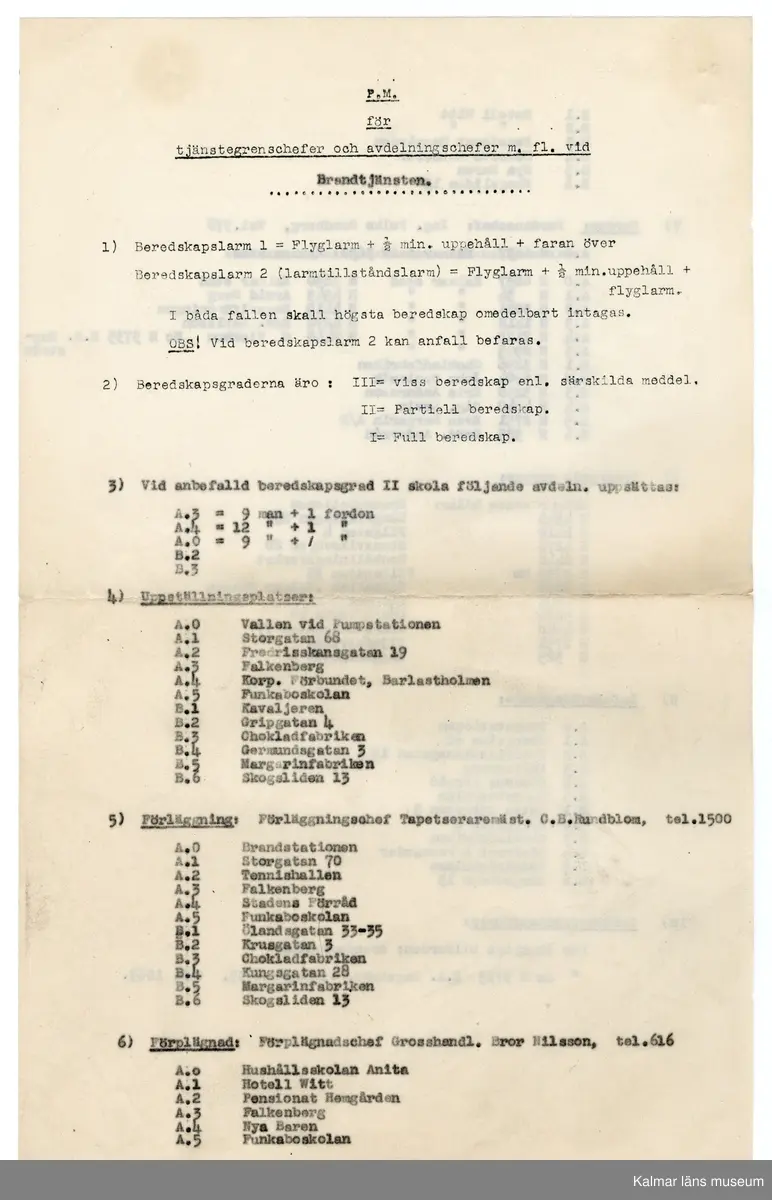 P.M.
för
tjänstegrenschefer och avdelningschefer m. fl. vid
Brandtjänsten.
1) Beredskapslarm 1 = Flyglarm + ½ min. uppehåll + faran över
Beredskapslarm 2 (larmtillståndslarm) = Flyglarm + ½ min.uppehåll +
flyglarm.
I båda fallen skall högsta beredskap omedelbart intagas.
OBS! Vid beredskapslarm 2 kan anfall befaras.
2) Beredskapsgraderna äro : III= viss beredskap enl. särskilda meddel.
II= Partiell beredskap.
I= Full beredskap.
3) Vid anbefalld beredskapsgrad II skola följande avdeln. uppsättas:
A.3 = 9 man + 1 fordon
A.4 = 12 " + 1 "
A.0 = 9 " + / "
B.2
B.3
4) Uppställningsplatser:
A.0 Vallen vid Pumpstationen
A.1 Storgatan 68
A.2 Fredrisskansgatan 19
A.3 Falkenberg
A.4 Korp. Förbundet, Barlastholmen
A.5 Funkaboskolan
B.1 Kavaljeren
B.2 Gripgatan 4
B.3 Chokladfabriken
B.4 Germundsgatan 3
B.5 Margarinfabriken
B.6 Skogsliden 13
5) Förläggning: Förläggningschef Tapetseraremäst. C.B.Rundblom, tel.1500
A.0 Brandstationen
A.1 Storgatan 70
A.2 Tennishallen
A.3 Falkenberg
A.4 Stadens Förråd
A.5 Funkaboskolan
B.1 Ölandsgatan 33-35
B.2 Krusgatan 3
B.3 Chokladfabriken
B.4 Kungsgatan 28
B.5 Margarinfabriken
B.6 Skogsliden 13
6) Förplägnad: Förplägnadschef Grosshandl. Bror Nilsson, tel.616
A.o Hushållsskolan Anita
A.1 Hotell Witt
A.2 Pensionat Hemgården
A.3 Falkenberg
A.4 Nya Baren
A.5 Funkaboskolan
Kalmar läns museum